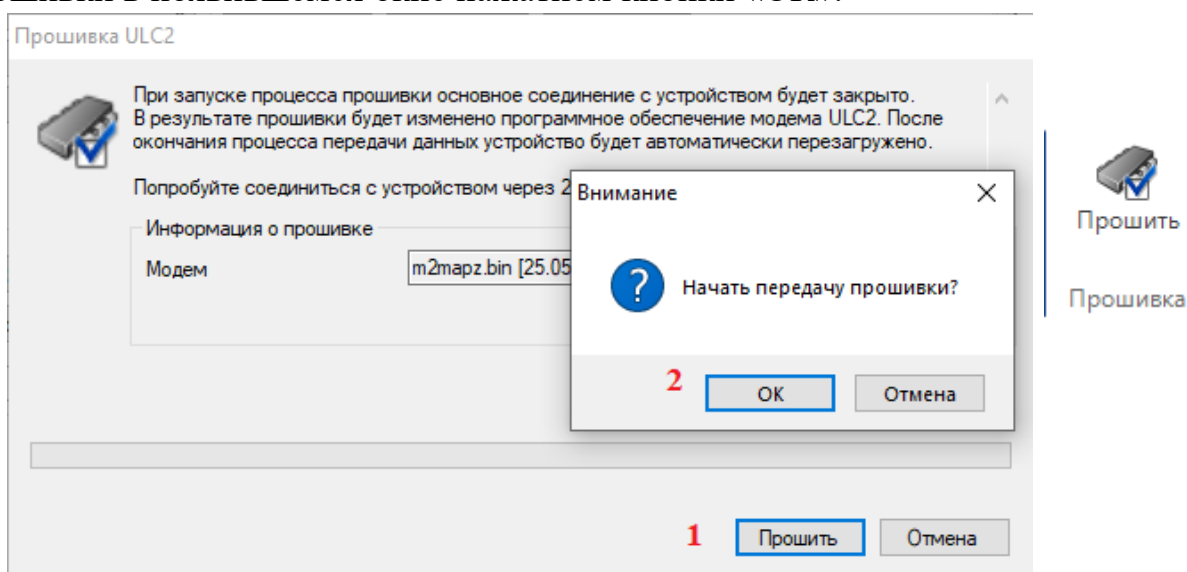 Прошивка ULC2
При запуске процесса прошивки основное соединение с устройством будет закрыто.
В результате прошивки будет изменено программное обеспечение модема ULC2. После
окончания процесса передачи данных устройство будет автоматически перезагружено.
Попробуйте соединиться с устройством через 2
Внимание
Информация о прошивке
Модем
m2mapz.bin [25.05
Начать передачу прошивки?
2
OK
Отмена
1
Прошить
Отмена
Прошить
Прошивка